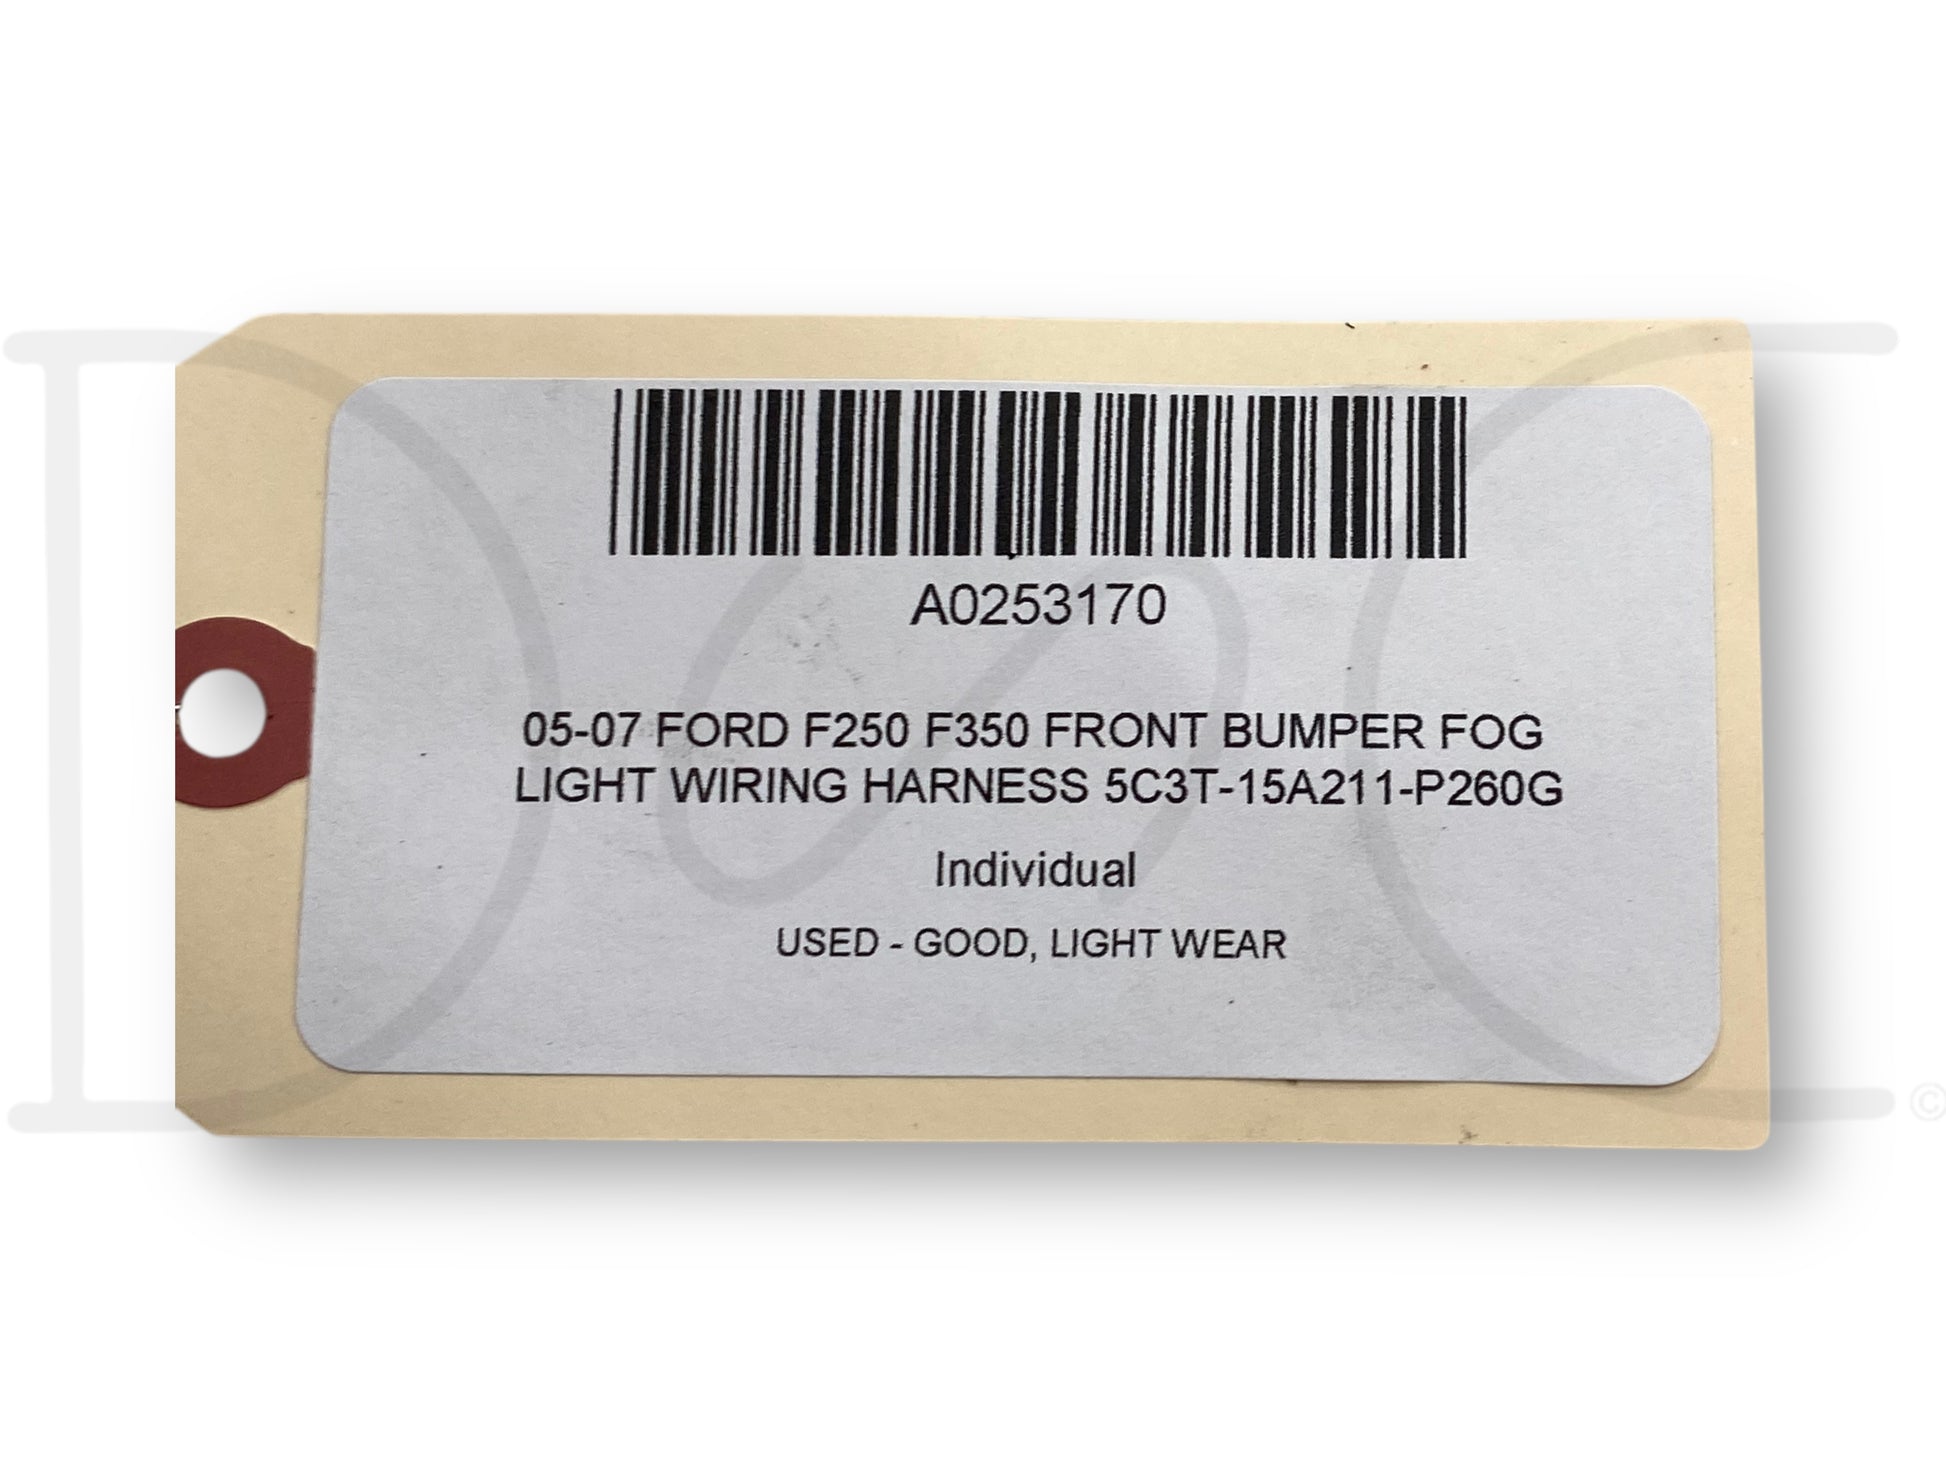 A0253170
05-07 FORD F250 F350 FRONT BUMPER FOG
LIGHT WIRING HARNESS 5C3T-15A211-P260G
Individual
USED - GOOD, LIGHT WEAR
©